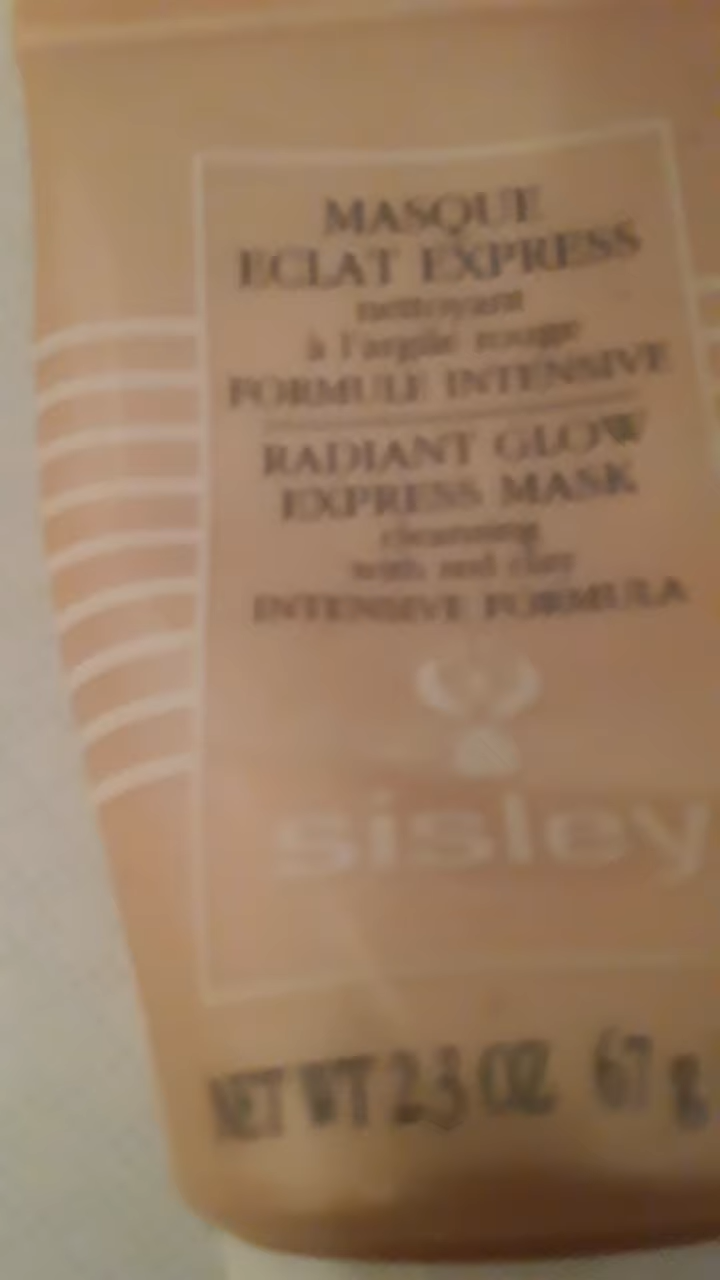 MASQUE
ECLAT EXPRESS
nettoyant
à l'argile rouge
FORMULE INTENSIVE
RADIANT GLOW
EXPRESS MASK
cleansing
with red clay
INTENSIVE FORMULA
sisley
NET WT 2.3 OZ 67 g